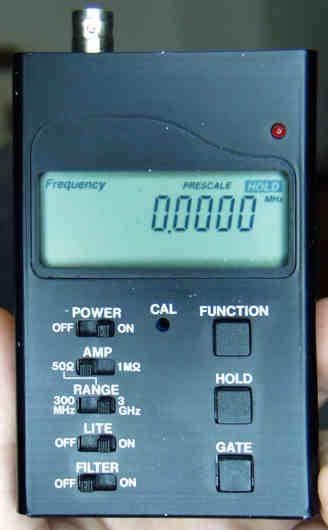 Frequency PRESCALE HOLD
0.0000 MHz
POWER CAL FUNCTION
OFF ON
AMP
50Ω 1MΩ
RANGE HOLD
300 MHz 3 GHz
LITE
OFF ON
FILTER GATE
OFF ON